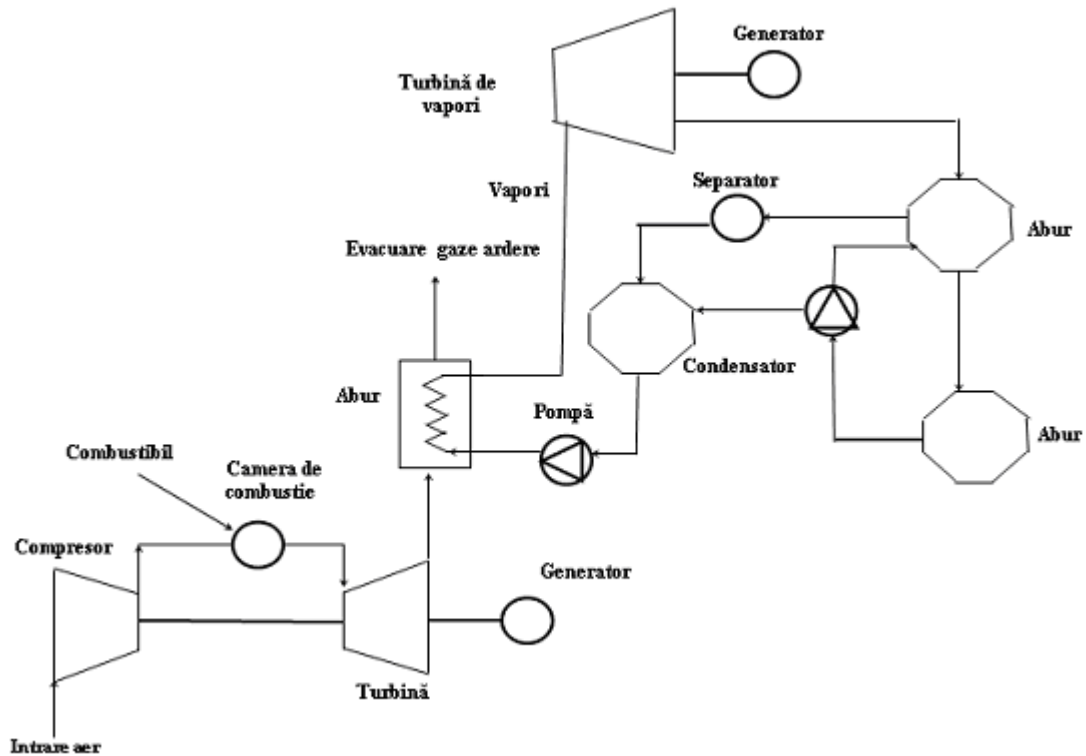 Generator
Turbină de
vapori
Vapori
Separator
Abur
Evacuare gaze ardere
Condensator
Abur
Pompă
Abur
Combustibil
Camera de
combustie
Compresor
Generator
Turbină
Intrare aer